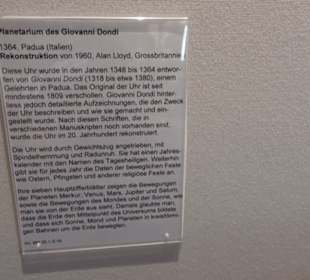 Planetarium des Giovanni Dondi
1364, Padua (Italien)
Rekonstruktion von 1960, Alan Lloyd, Grossbritannie
Diese Uhr wurde in den Jahren 1348 bis 1364 entwor-
fen von Giovanni Dondi (1318 bis etwa 1380), einem
Gelehrten in Padua. Das Original der Uhr ist seit
mindestens 1809 verschollen. Giovanni Dondi hinter-
liess jedoch detaillierte Aufzeichnungen, die den Zweck
der Uhr beschreiben und wie sie gemacht und ein-
gestellt wurde. Nach diesen Schriften, die in
verschiedenen Manuskripten noch vorhanden sind,
wurde die Uhr im 20. Jahrhundert rekonstruiert.
Die Uhr wird durch Gewichtszug angetrieben, mit
Spindelhemmung und Radunruh. Sie hat einen Jahres-
kalender mit den Namen des Tagesheiligen. Weiterhin
gibt sie für jedes Jahr die Daten der beweglichen Feste
wie Ostern, Pfingsten und anderer religiöse Feste an.
Ihre sieben Hauptzifferblätter zeigen die Bewegungen
der Planeten Merkur, Venus, Mars, Jupiter und Saturn,
sowie die Bewegungen des Mondes und der Sonne, wie
man sie von der Erde aus sieht. Damals glaubte man,
dass die Erde den Mittelpunkt des Universums bildete
und dass sich Sonne, Mond und Planeten in kreisförmi-
gen Bahnen um die Erde bewegten.